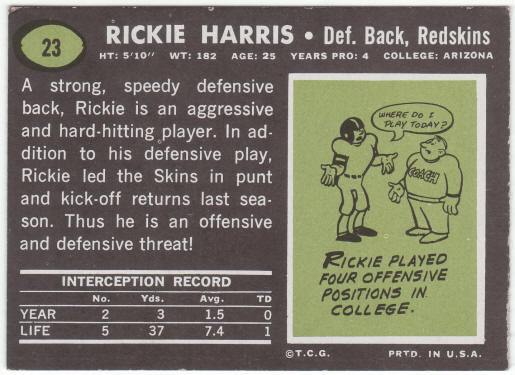 23
RICKIE HARRIS • Def. Back, Redskins
HT: 5'10" WT: 182 AGE: 25 YEARS PRO: 4 COLLEGE: ARIZONA
A strong, speedy defensive
back, Rickie is an aggressive
and hard-hitting player. In ad-
dition to his defensive play,
Rickie led the Skins in punt
and kick-off returns last sea-
son. Thus he is an offensive
and defensive threat!
INTERCEPTION RECORD
No. Yds. Avg. TD
YEAR 2 3 1.5 0
LIFE 5 37 7.4 1
WHERE DO I
PLAY TODAY?
COACH
RICKIE PLAYED
FOUR OFFENSIVE
POSITIONS IN
COLLEGE.
©T.C.G. PRTD. IN U.S.A.